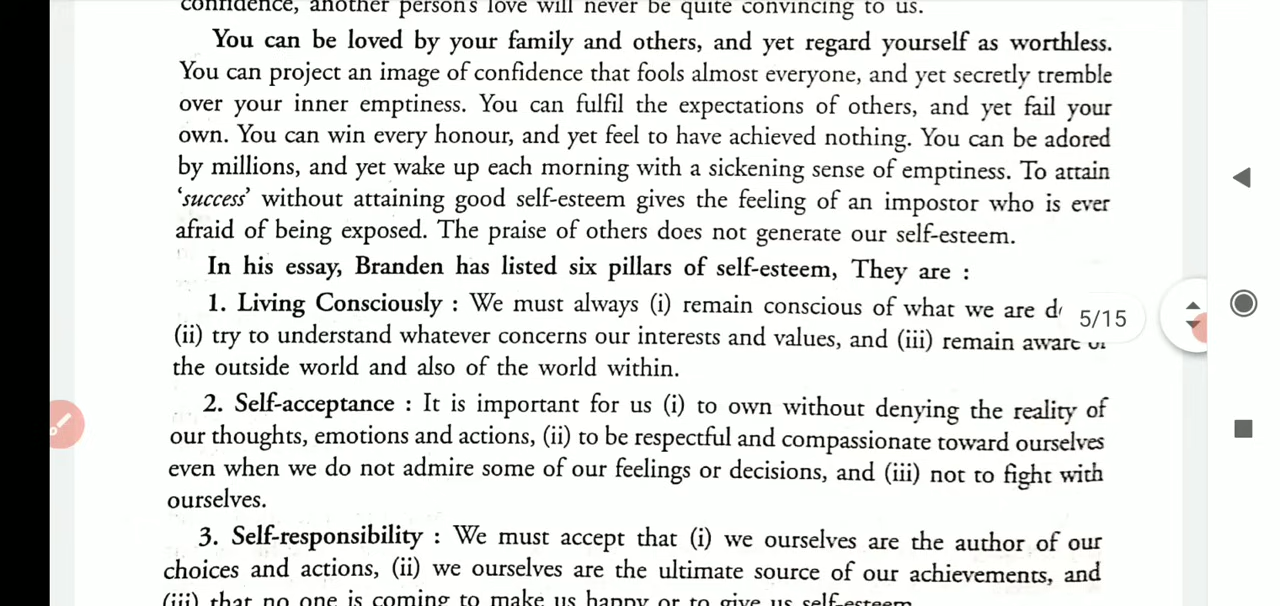 confidence, another person's love will never be quite convincing to us.
You can be loved by your family and others, and yet regard yourself as worthless.
You can project an image of confidence that fools almost everyone, and yet secretly tremble
over your inner emptiness. You can fulfil the expectations of others, and yet fail your
own. You can win every honour, and yet feel to have achieved nothing. You can be adored
by millions, and yet wake up each morning with a sickening sense of emptiness. To attain
‘success’ without attaining good self-esteem gives the feeling of an impostor who is ever
afraid of being exposed. The praise of others does not generate our self-esteem.
In his essay, Branden has listed six pillars of self-esteem, They are :
1. Living Consciously : We must always (i) remain conscious of what we are
5/15
(ii) try to understand whatever concerns our interests and values, and (iii) remain aware of
the outside world and also of the world within.
2. Self-acceptance : It is important for us (i) to own without denying the reality of
our thoughts, emotions and actions, (ii) to be respectful and compassionate toward ourselves
even when we do not admire some of our feelings or decisions, and (iii) not to fight with
ourselves.
3. Self-responsibility : We must accept that (i) we ourselves are the author of our
choices and actions, (ii) we ourselves are the ultimate source of our achievements, and
(iii) that no one is coming to make us happy or to give us self-esteem